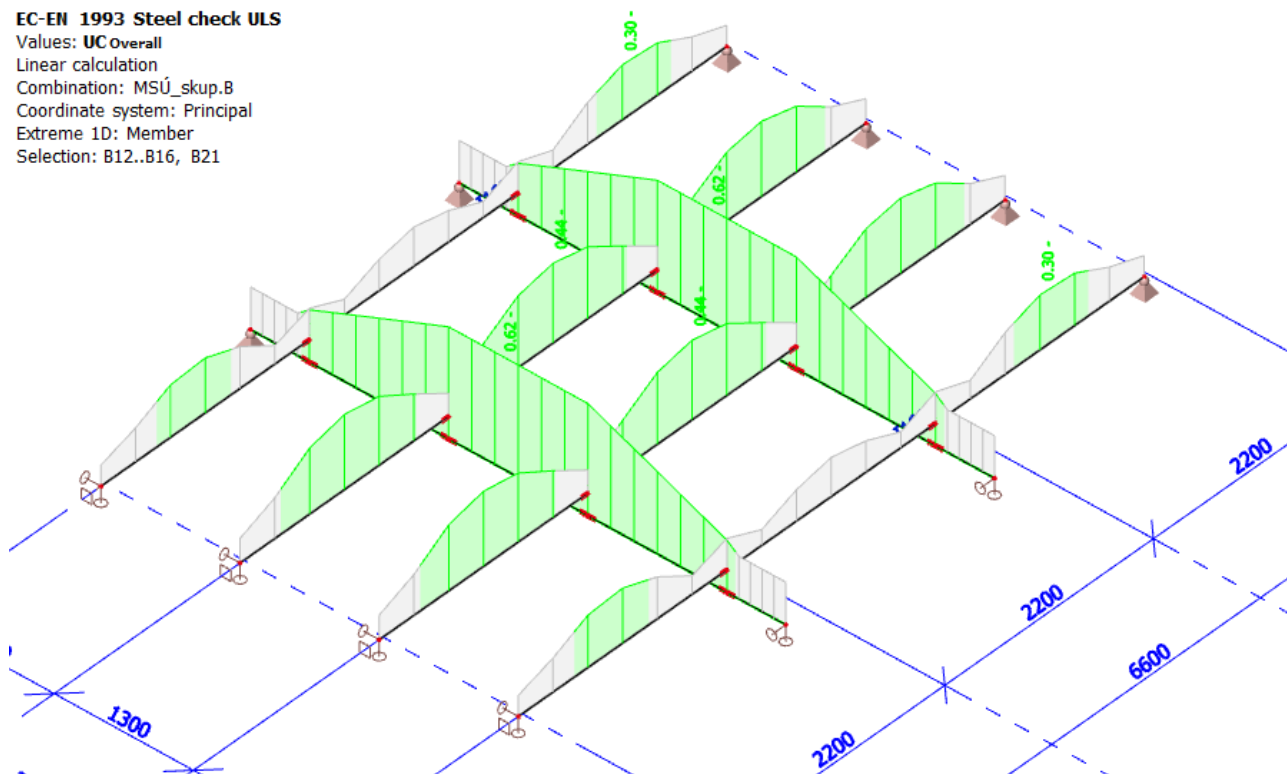 EC-EN 1993 Steel check ULS
Values: UC Overall
Linear calculation
Combination: MSÚ_skup.B
Coordinate system: Principal
Extreme 1D: Member
Selection: B12..B16, B21
0.30 -
0.62 -
0.44 -
0.30 -
0.44 -
0.62 -
2200
2200
6600
1300
2200